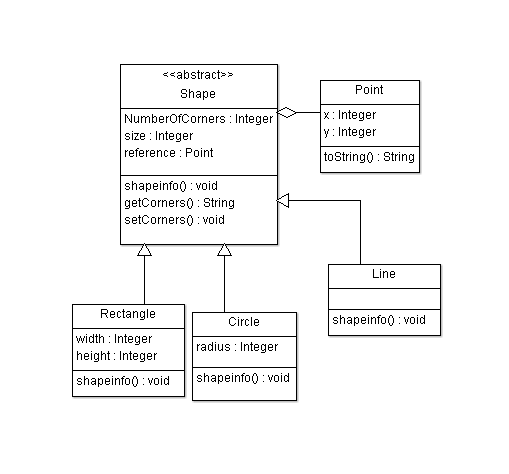 <<abstract>>
Shape
NumberOfCorners : Integer
size : Integer
reference : Point
shapeinfo() : void
getCorners() : String
setCorners() : void
Point
x : Integer
y : Integer
toString() : String
Line
shapeinfo() : void
Rectangle
width : Integer
height : Integer
shapeinfo() : void
Circle
radius : Integer
shapeinfo() : void